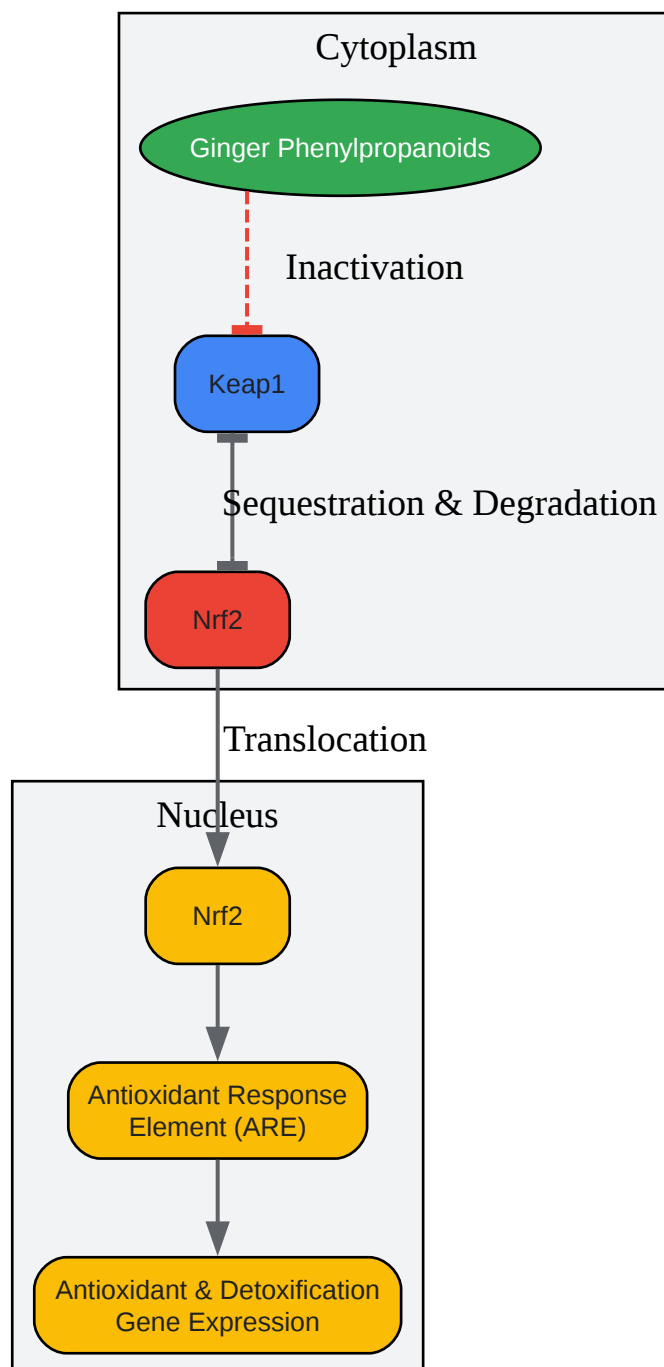 Cytoplasm
Ginger Phenylpropanoids
Inactivation
Keap1
Sequestration & Degradation
Nrf2
Translocation
Nucleus
Nrf2
Antioxidant Response
Element (ARE)
Antioxidant & Detoxification
Gene Expression